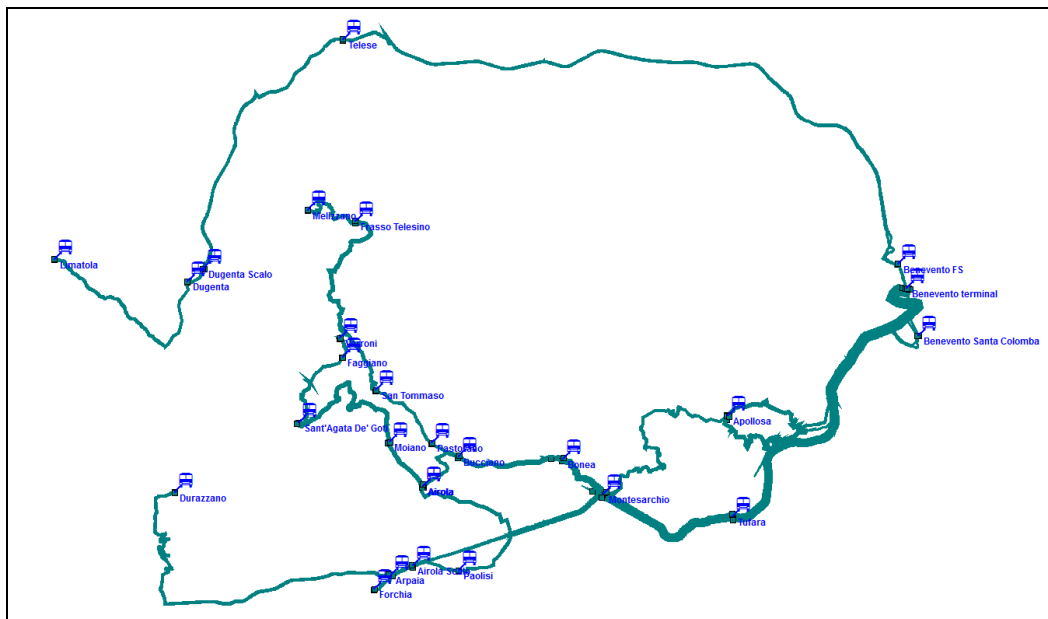 Telese
Frasso Telesino
Limatola
Dugenta Scalo
Dugenta
Benevento FS
Benevento terminal
Benevento Santa Colomba
Faggiano
San Tommaso
Apollosa
Sant'Agata De' Goti
Moiano
Pastorano
Bucciano
Bonea
Airola
Durazzano
Montesarchio
Tufara
Airola Scalo
Paolisi
Arpaia
Forchia